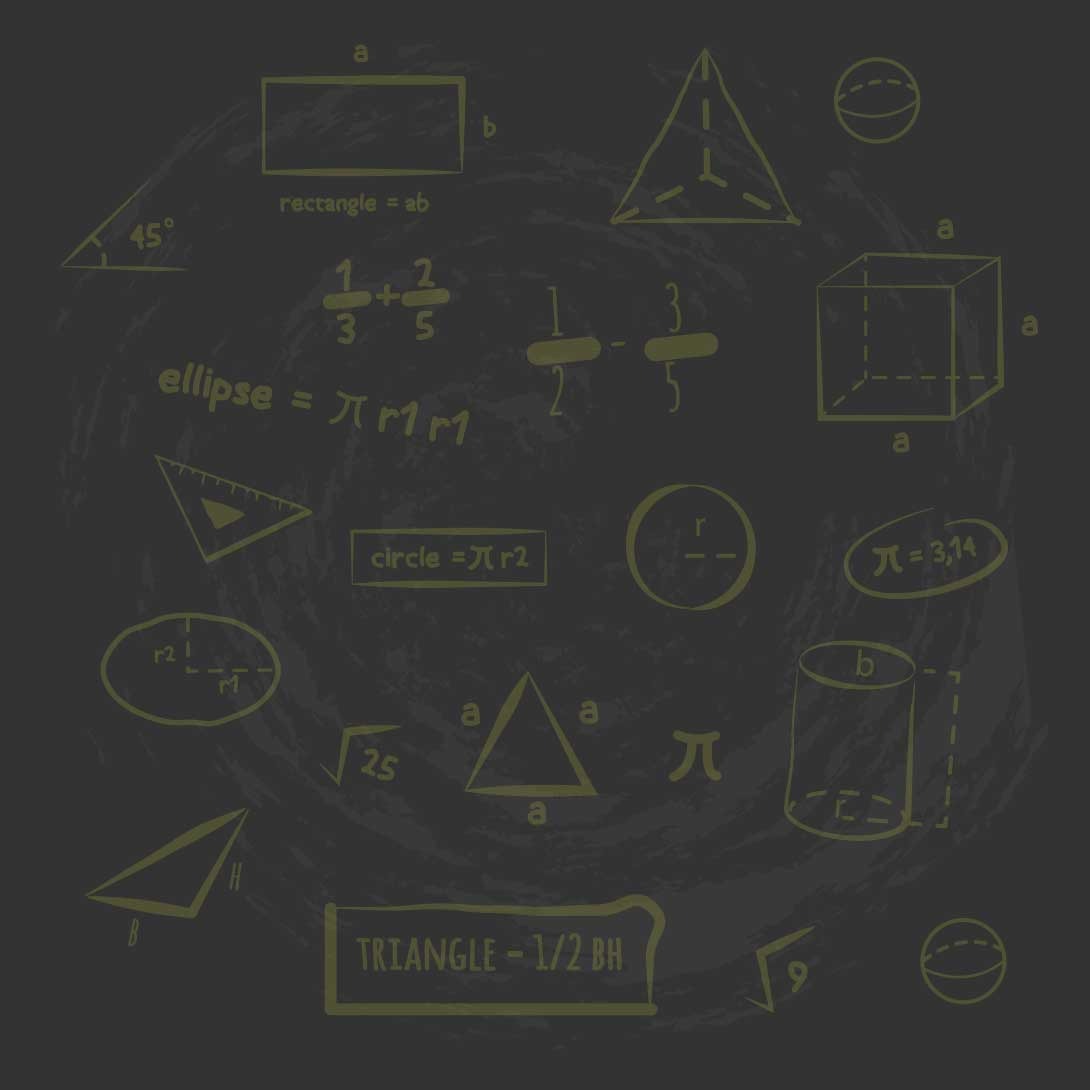 a
b
rectangle = ab
45°
a
a
a
1/3 + 2/5
1/2 - 3/5
ellipse = π r1 r1
circle = π r2
r
π = 3,14
r2
r1
b
a
a
a
√25
π
H
B
TRIANGLE - 1/2 BH
√9